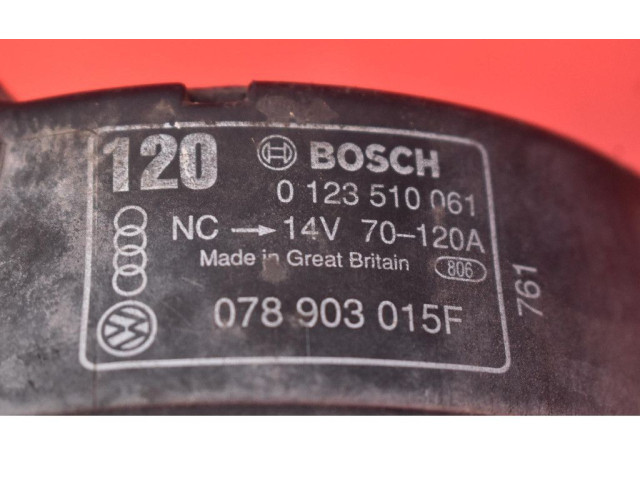 120 BOSCH
0 123 510 061
NC → 14V 70–120A
Made in Great Britain 806
078 903 015F
761